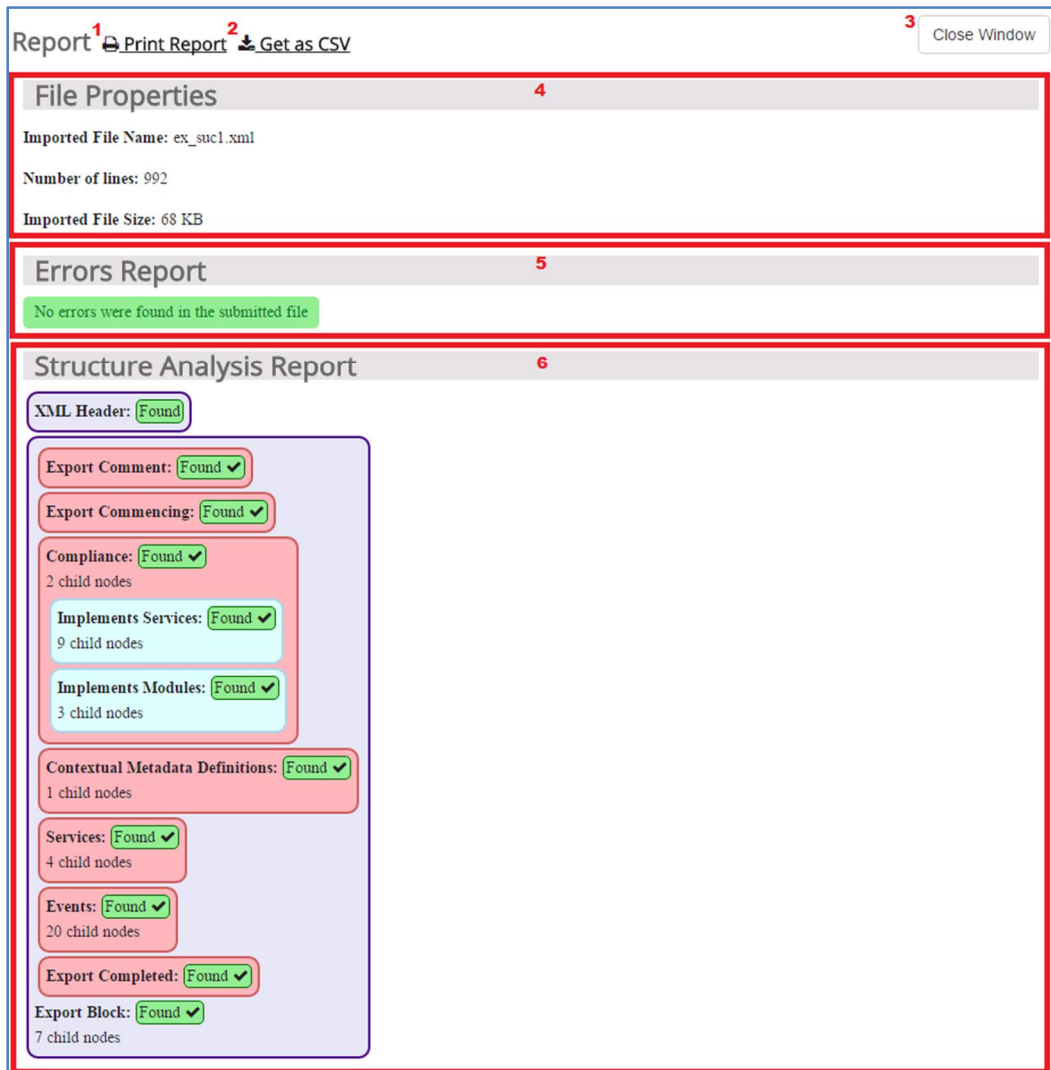 Report 1 Print Report 2 Get as CSV 3 Close Window
File Properties 4
Imported File Name: ex_suc1.xml
Number of lines: 992
Imported File Size: 68 KB
Errors Report 5
No errors were found in the submitted file
Structure Analysis Report 6
XML Header: Found
Export Comment: Found ✔
Export Commencing: Found ✔
Compliance: Found ✔
2 child nodes
Implements Services: Found ✔
9 child nodes
Implements Modules: Found ✔
3 child nodes
Contextual Metadata Definitions: Found ✔
1 child nodes
Services: Found ✔
4 child nodes
Events: Found ✔
20 child nodes
Export Completed: Found ✔
Export Block: Found ✔
7 child nodes